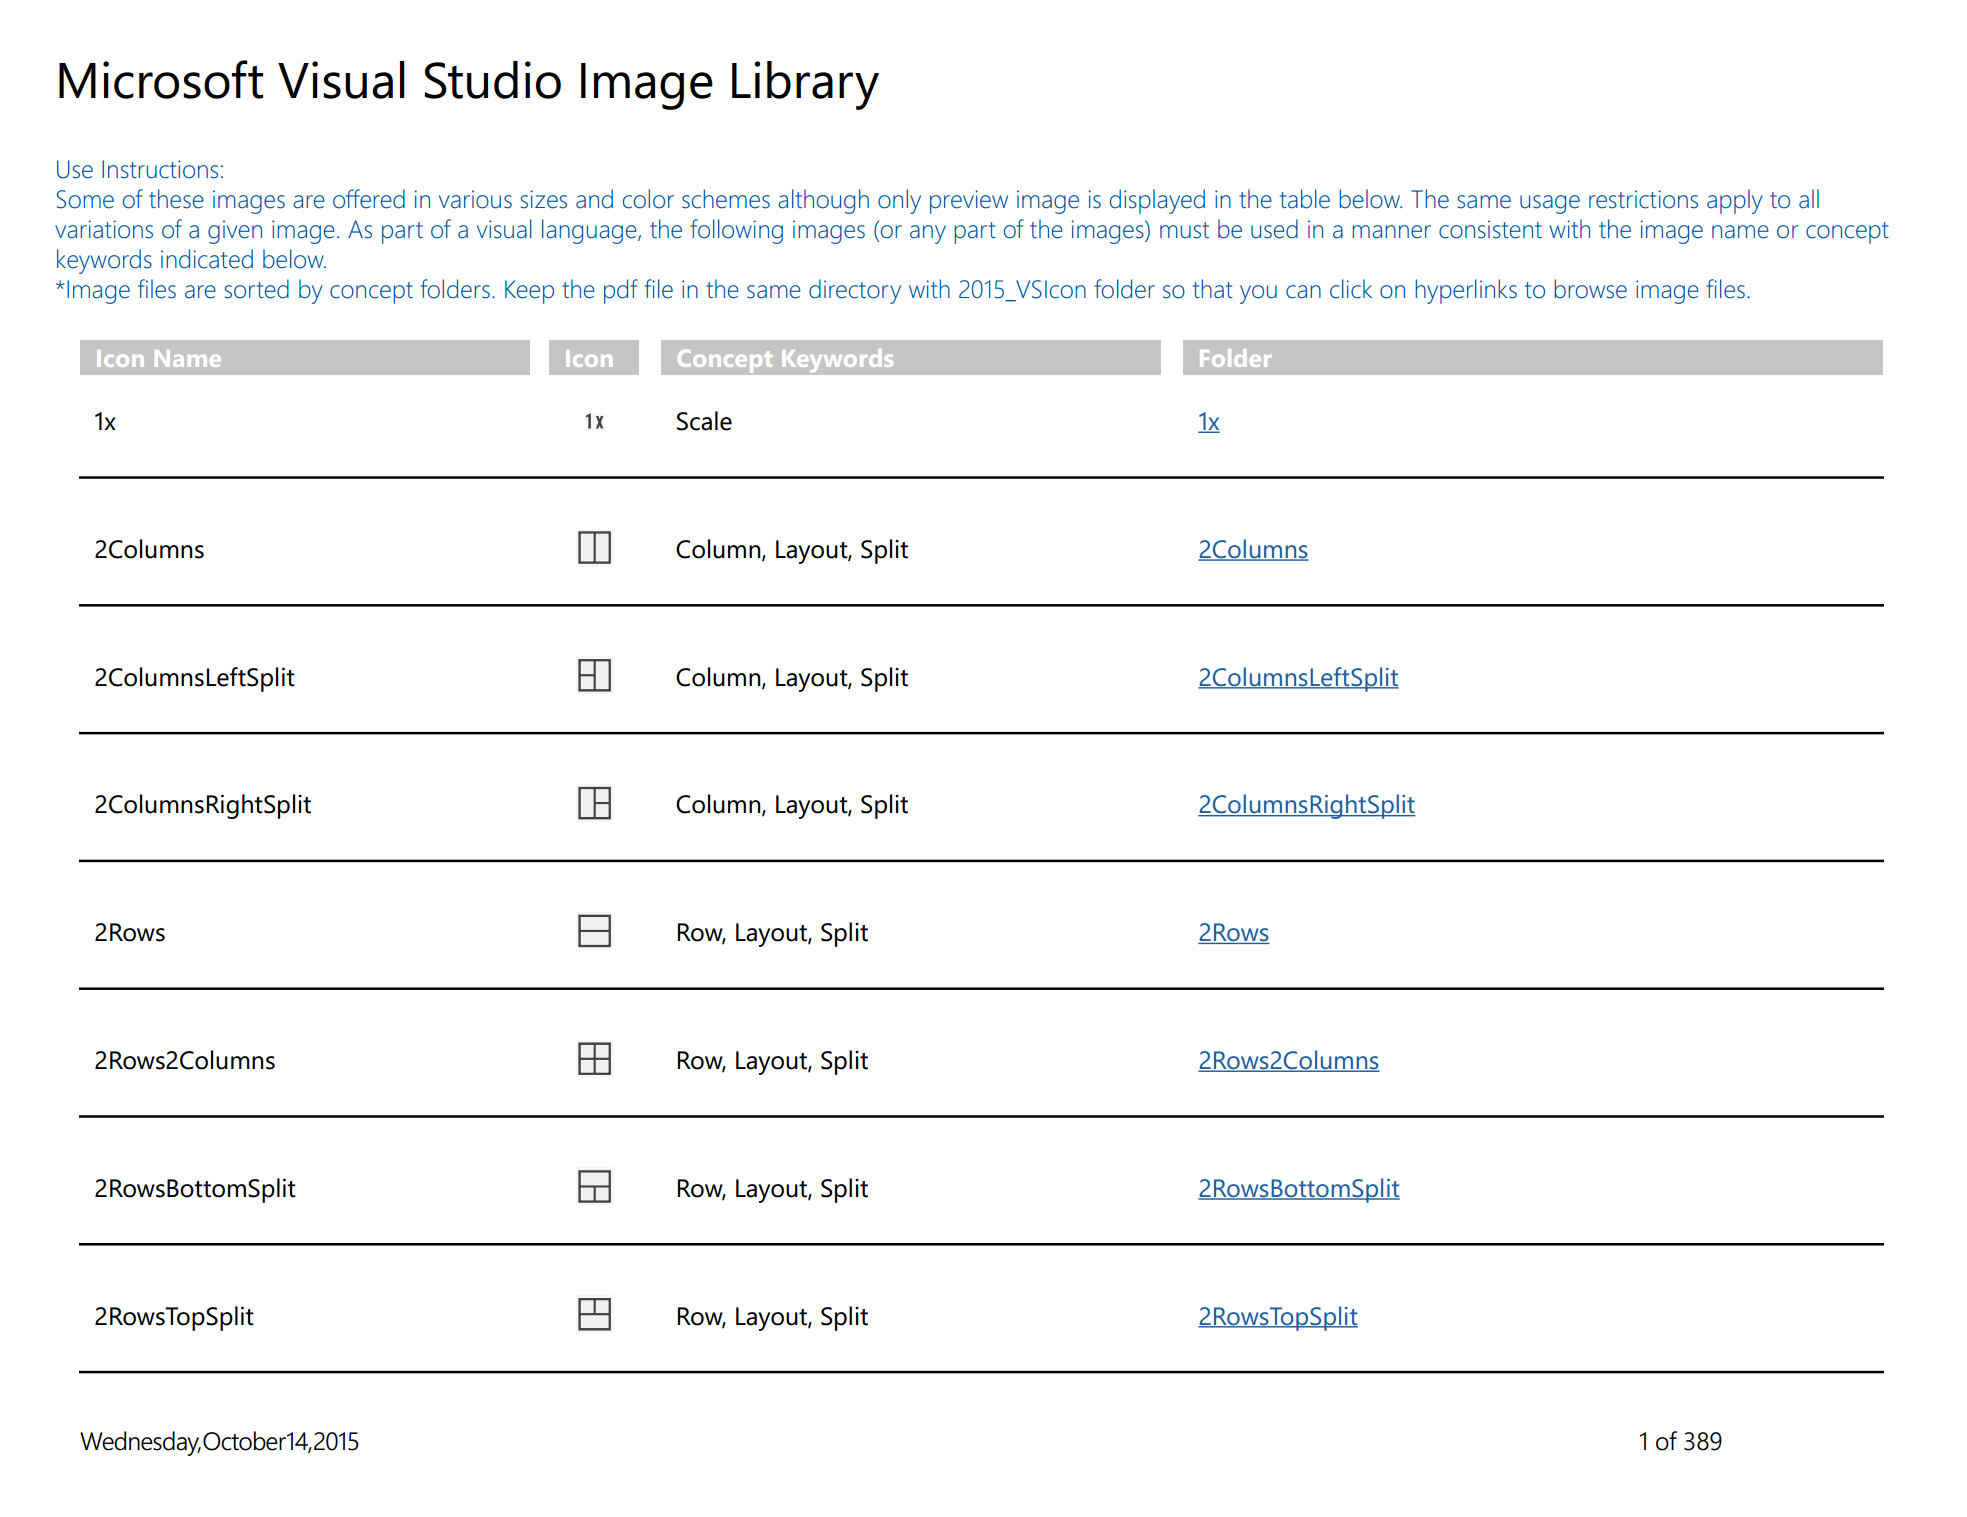 Microsoft Visual Studio Image Library
Use Instructions:
Some of these images are offered in various sizes and color schemes although only preview image is displayed in the table below. The same usage restrictions apply to all
variations of a given image. As part of a visual language, the following images (or any part of the images) must be used in a manner consistent with the image name or concept
keywords indicated below.
*Image files are sorted by concept folders. Keep the pdf file in the same directory with 2015_VSIcon folder so that you can click on hyperlinks to browse image files.
Icon Name Icon Concept Keywords Folder
1x 1x Scale 1x
2Columns Column, Layout, Split 2Columns
2ColumnsLeftSplit Column, Layout, Split 2ColumnsLeftSplit
2ColumnsRightSplit Column, Layout, Split 2ColumnsRightSplit
2Rows Row, Layout, Split 2Rows
2Rows2Columns Row, Layout, Split 2Rows2Columns
2RowsBottomSplit Row, Layout, Split 2RowsBottomSplit
2RowsTopSplit Row, Layout, Split 2RowsTopSplit
Wednesday,October14,2015 1 of 389